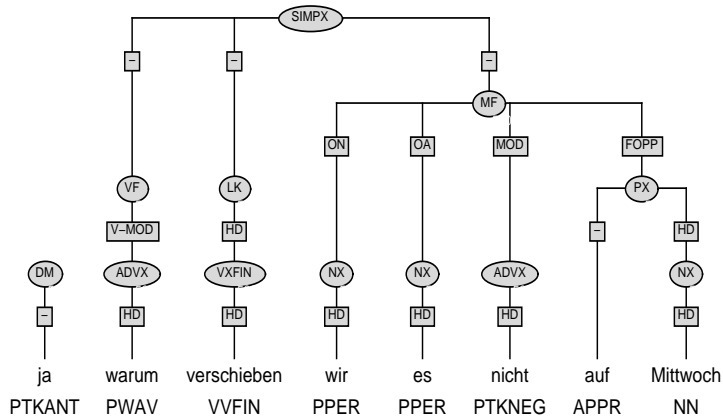 SIMPX
– – –
MF
ON OA MOD FOPP
VF LK PX
V–MOD HD – HD
DM ADVX VXFIN NX NX ADVX NX
– HD HD HD HD HD HD
ja warum verschieben wir es nicht auf Mittwoch
PTKANT PWAV VVFIN PPER PPER PTKNEG APPR NN